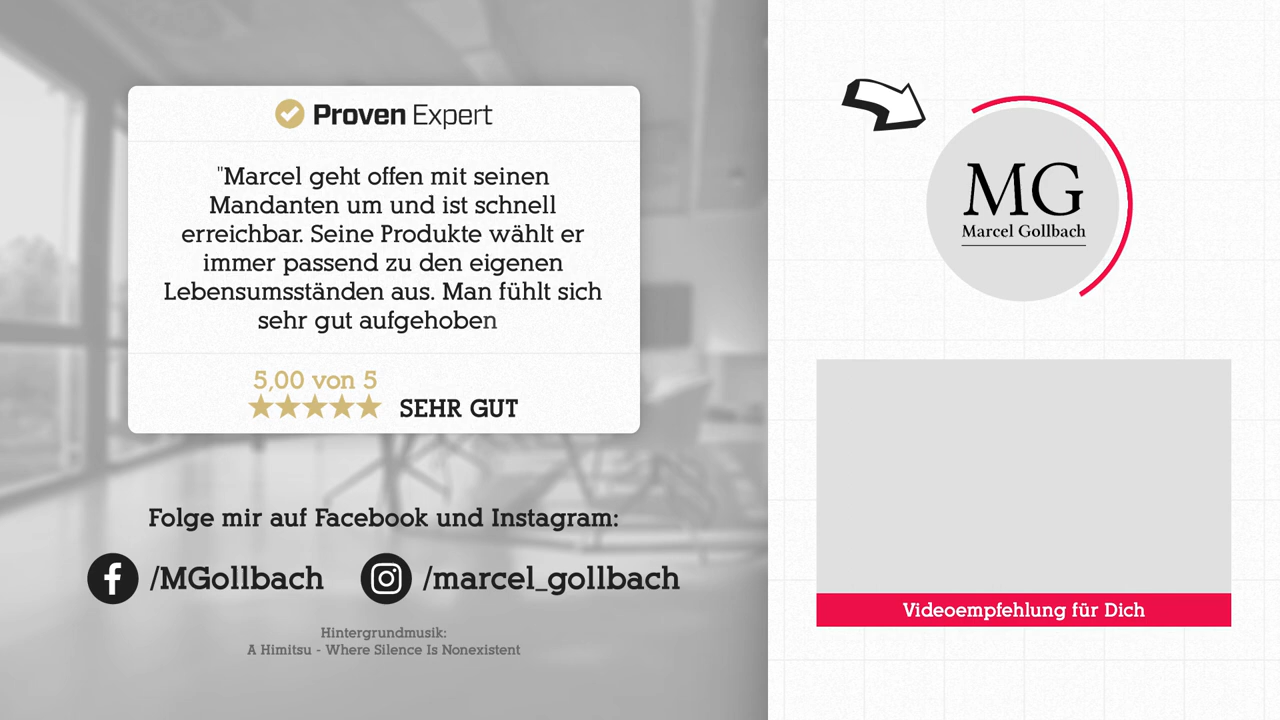 Proven Expert
"Marcel geht offen mit seinen
Mandanten um und ist schnell
erreichbar. Seine Produkte wählt er
immer passend zu den eigenen
Lebensumsständen aus. Man fühlt sich
sehr gut aufgehoben
5,00 von 5
SEHR GUT
Folge mir auf Facebook und Instagram:
/MGollbach
/marcel_gollbach
Hintergrundmusik:
A Himitsu - Where Silence Is Nonexistent
MG
Marcel Gollbach
Videoempfehlung für Dich